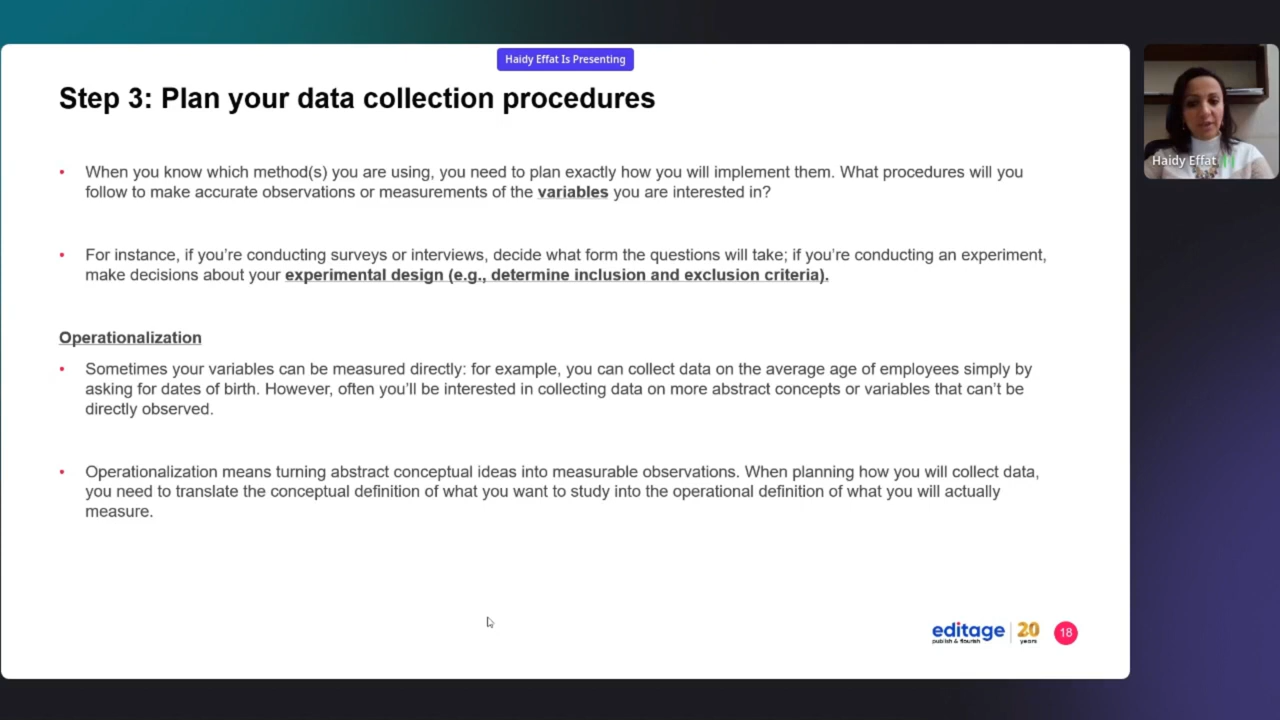 Haidy Effat Is Presenting
Step 3: Plan your data collection procedures
• When you know which method(s) you are using, you need to plan exactly how you will implement them. What procedures will you
follow to make accurate observations or measurements of the variables you are interested in?
• For instance, if you’re conducting surveys or interviews, decide what form the questions will take; if you’re conducting an experiment,
make decisions about your experimental design (e.g., determine inclusion and exclusion criteria).
Operationalization
• Sometimes your variables can be measured directly: for example, you can collect data on the average age of employees simply by
asking for dates of birth. However, often you’ll be interested in collecting data on more abstract concepts or variables that can’t be
directly observed.
• Operationalization means turning abstract conceptual ideas into measurable observations. When planning how you will collect data,
you need to translate the conceptual definition of what you want to study into the operational definition of what you will actually
measure.
editage
publish & flourish
20
years
18
Haidy Effat